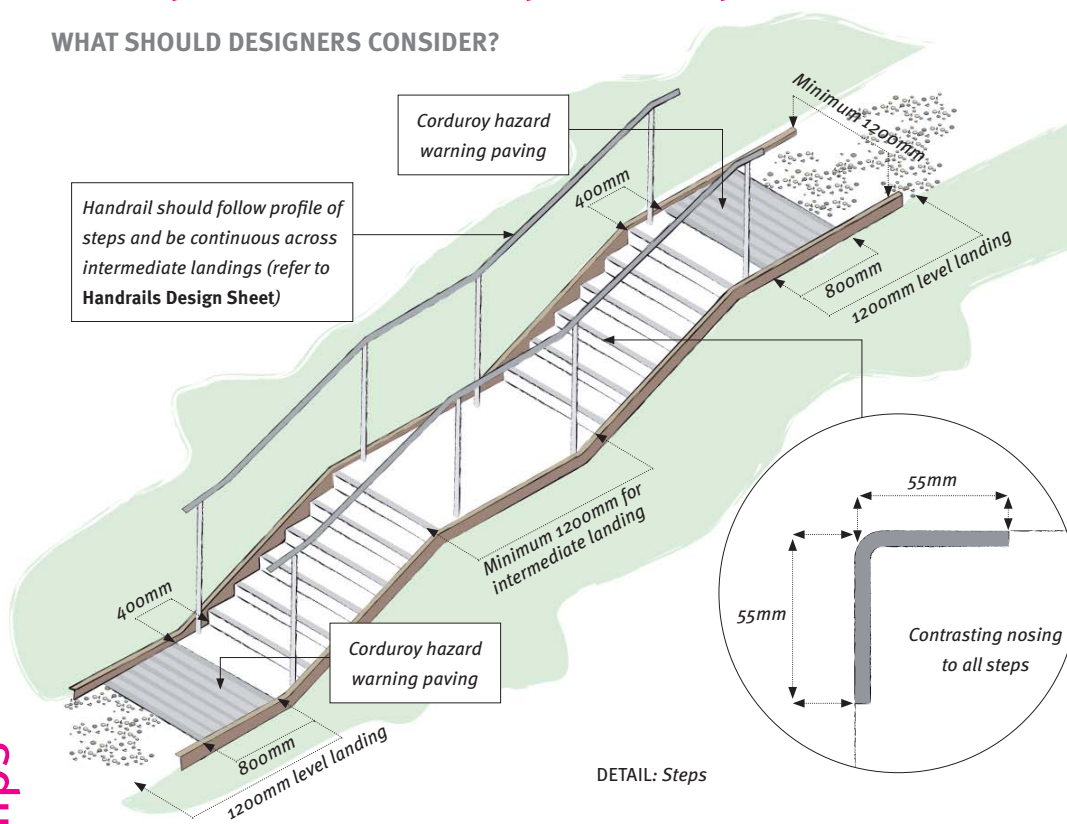 WHAT SHOULD DESIGNERS CONSIDER?
Corduroy hazard
warning paving
Minimum 1200mm
Handrail should follow profile of
steps and be continuous across
intermediate landings (refer to
Handrails Design Sheet)
400mm
800mm
1200mm level landing
Minimum 1200mm for
intermediate landing
55mm
55mm
Contrasting nosing
to all steps
400mm
Corduroy hazard
warning paving
800mm
1200mm level landing
DETAIL: Steps